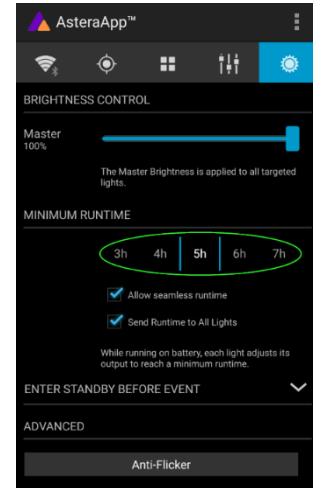 AsteraApp™
BRIGHTNESS CONTROL
Master
100%
The Master Brightness is applied to all targeted
lights.
MINIMUM RUNTIME
3h 4h 5h 6h 7h
Allow seamless runtime
Send Runtime to All Lights
While running on battery, each light adjusts its
output to reach a minimum runtime.
ENTER STANDBY BEFORE EVENT
ADVANCED
Anti-Flicker